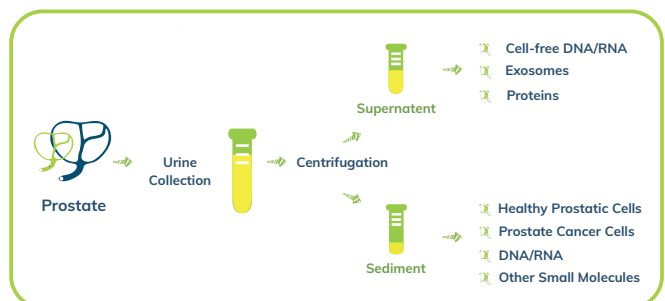 Prostate
Urine
Collection
Centrifugation
Supernatent
Cell-free DNA/RNA
Exosomes
Proteins
Sediment
Healthy Prostatic Cells
Prostate Cancer Cells
DNA/RNA
Other Small Molecules